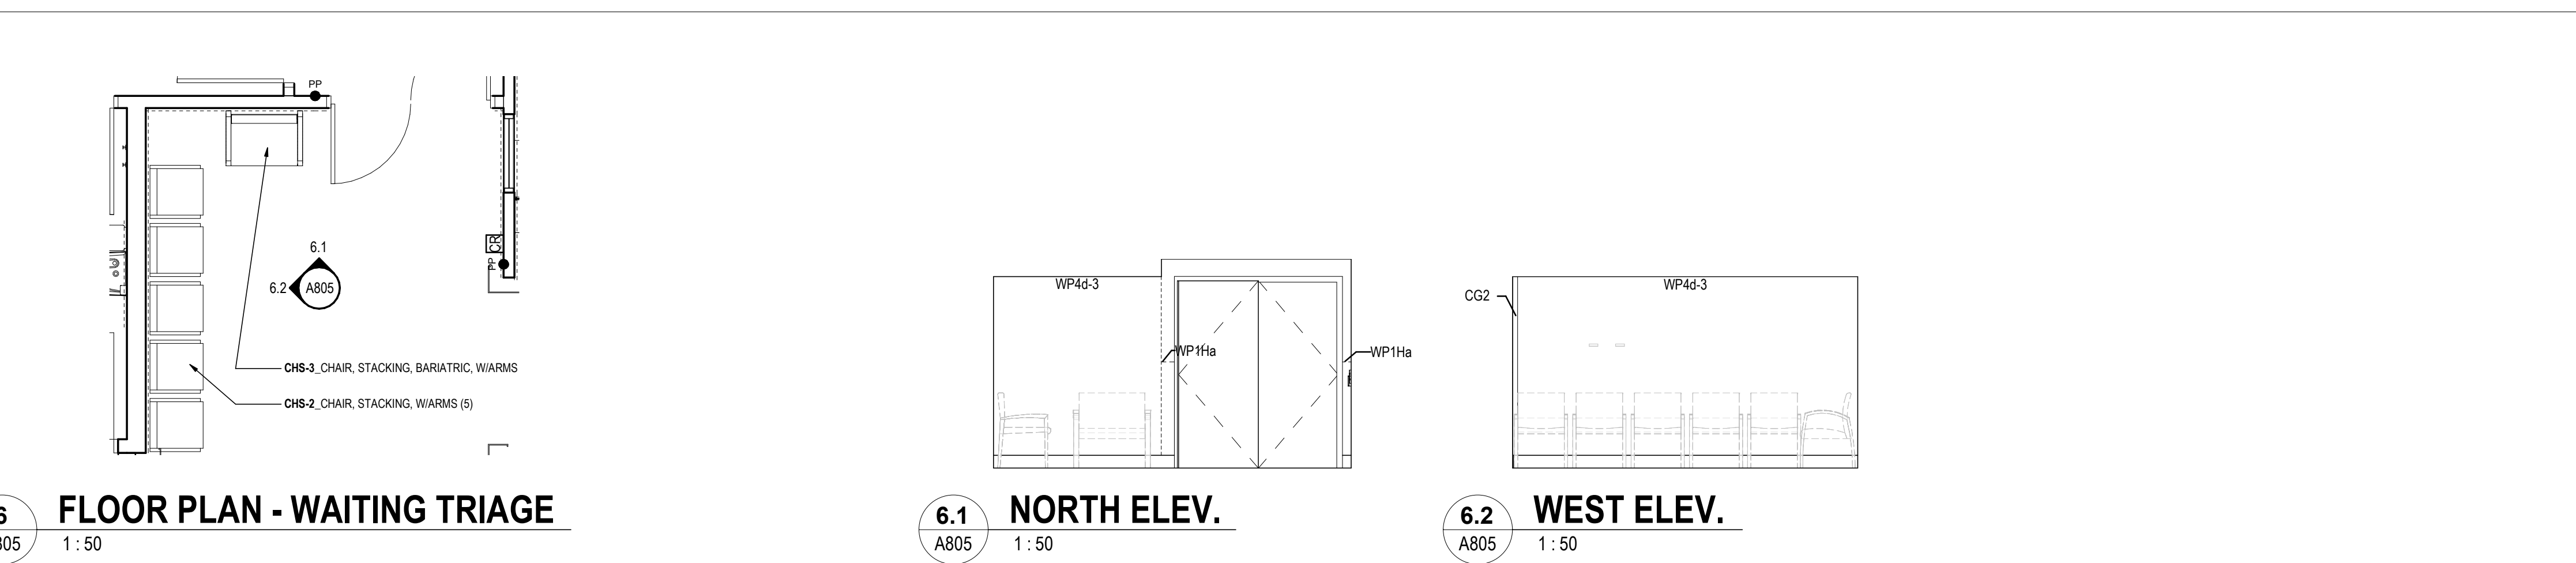 PP
CR
PP
6.1
6.2
A805
CHS-3_CHAIR, STACKING, BARIATRIC, W/ARMS
CHS-2_CHAIR, STACKING, W/ARMS (5)
FLOOR PLAN - WAITING TRIAGE
1 : 50
WP4d-3
WP1Ha
WP1Ha
6.1
A805
NORTH ELEV.
1 : 50
CG2
WP4d-3
6.2
A805
WEST ELEV.
1 : 50